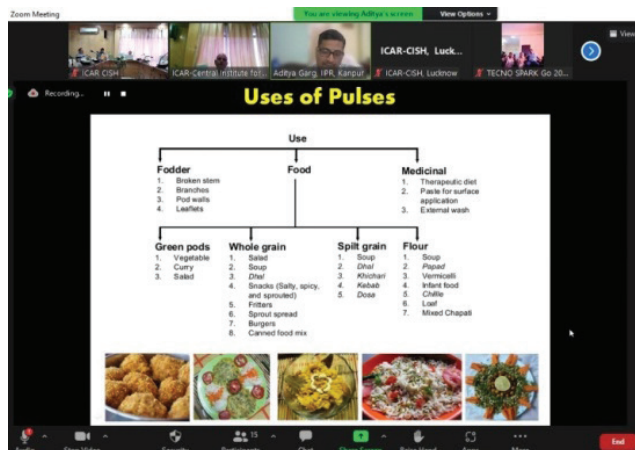 Zoom Meeting
You are viewing Aditya's screen View Options
View
ICAR CISH
ICAR-Central Institute for...
Aditya Garg, IPR, Kanpur
ICAR-CISH, Luck...
ICAR-CISH, Lucknow
TECNO SPARK Go 20...
Recording...
Uses of Pulses
Use
Fodder
1. Broken stem
2. Branches
3. Pod walls
4. Leaflets
Food
Medicinal
1. Therapeutic diet
2. Paste for surface
application
3. External wash
Green pods
1. Vegetable
2. Curry
3. Salad
Whole grain
1. Salad
2. Soup
3. Dhal
4. Snacks (Salty, spicy,
and sprouted)
5. Fritters
6. Sprout spread
7. Burgers
8. Canned food mix
Spilt grain
1. Soup
2. Dhal
3. Khichari
4. Kebab
5. Dosa
Flour
1. Soup
2. Papad
3. Vermicelli
4. Infant food
5. Chillie
6. Loaf
7. Mixed Chapati
15
End